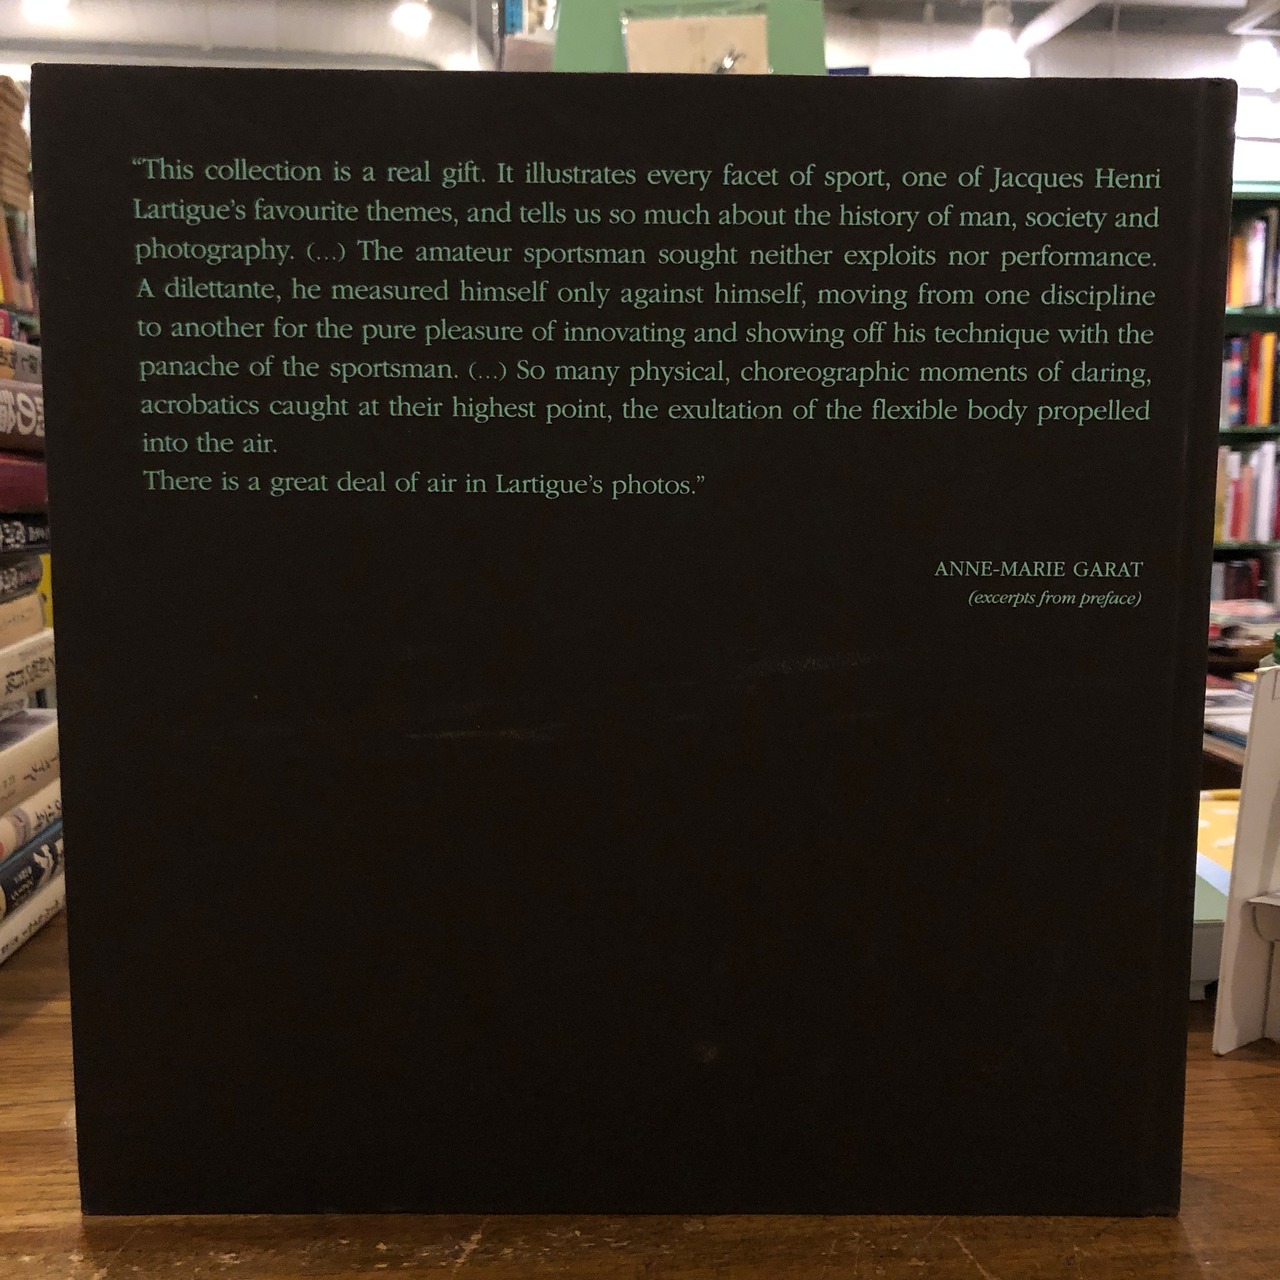 “This collection is a real gift. It illustrates every facet of sport, one of Jacques Henri
Lartigue’s favourite themes, and tells us so much about the history of man, society and
photography. (...) The amateur sportsman sought neither exploits nor performance.
A dilettante, he measured himself only against himself, moving from one discipline
to another for the pure pleasure of innovating and showing off his technique with the
panache of the sportsman. (...) So many physical, choreographic moments of daring,
acrobatics caught at their highest point, the exultation of the flexible body propelled
into the air.
There is a great deal of air in Lartigue’s photos.”
ANNE-MARIE GARAT
(excerpts from preface)